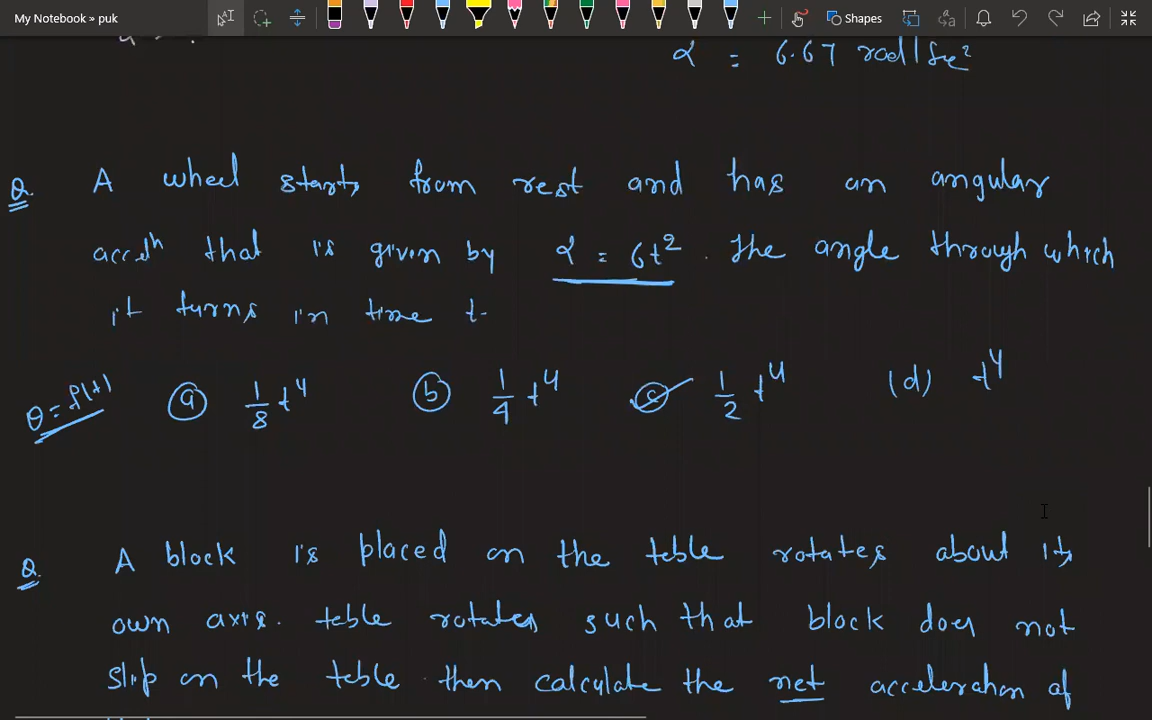 My Notebook » puk
Shapes
α = 6.67 rad/sec²
Q. A wheel starts from rest and has an angular
accelⁿ that is given by α = 6t². The angle through which
it turns in time t-
θ = f(t) (a) 1/8 t⁴ (b) 1/4 t⁴ (c) 1/2 t⁴ (d) t⁴
Q. A block is placed on the table rotates about its
own axis. table rotates such that block does not
slip on the table. then calculate the net acceleration of